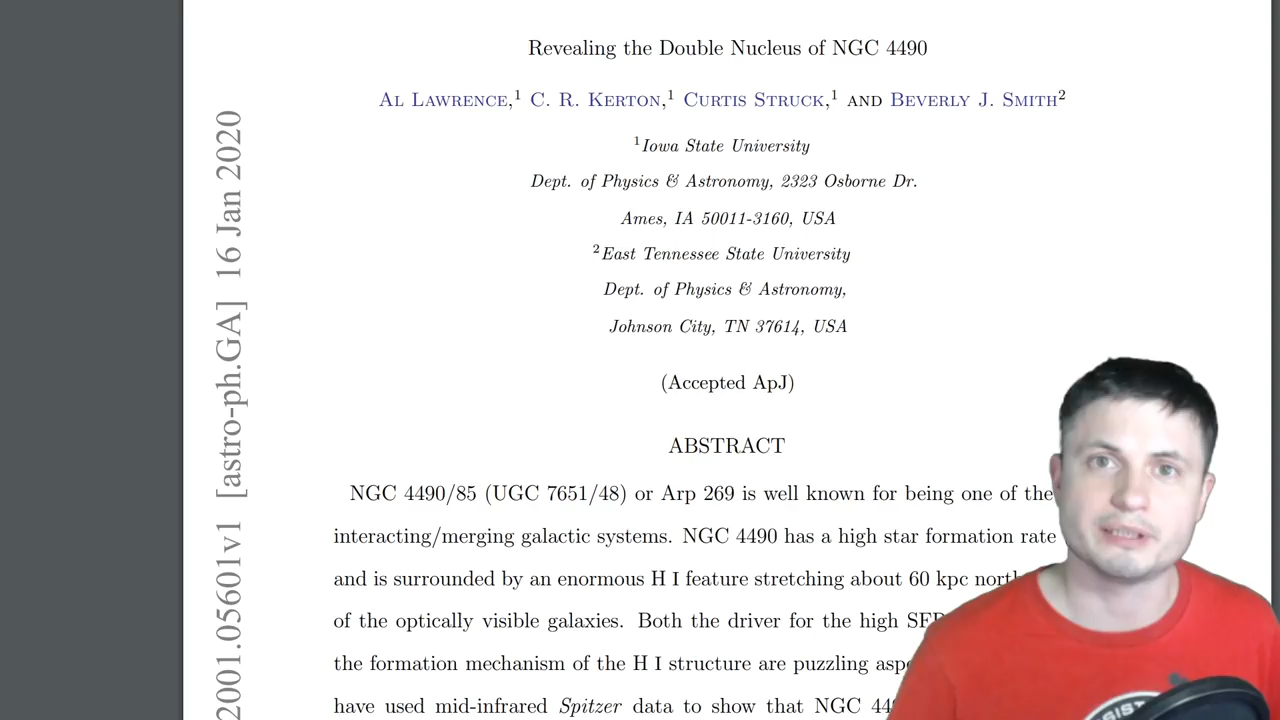 Revealing the Double Nucleus of NGC 4490
Al Lawrence,¹ C. R. Kerton,¹ Curtis Struck,¹ and Beverly J. Smith²
¹Iowa State University
Dept. of Physics & Astronomy, 2323 Osborne Dr.
Ames, IA 50011-3160, USA
²East Tennessee State University
Dept. of Physics & Astronomy,
Johnson City, TN 37614, USA
(Accepted ApJ)
ABSTRACT
NGC 4490/85 (UGC 7651/48) or Arp 269 is well known for being one of the
interacting/merging galactic systems. NGC 4490 has a high star formation rate
and is surrounded by an enormous H I feature stretching about 60 kpc
of the optically visible galaxies. Both the driver for the high
the formation mechanism of the H I structure are puzzling
have used mid-infrared Spitzer data to show that NGC
2001.05601v1 [astro-ph.GA] 16 Jan 2020